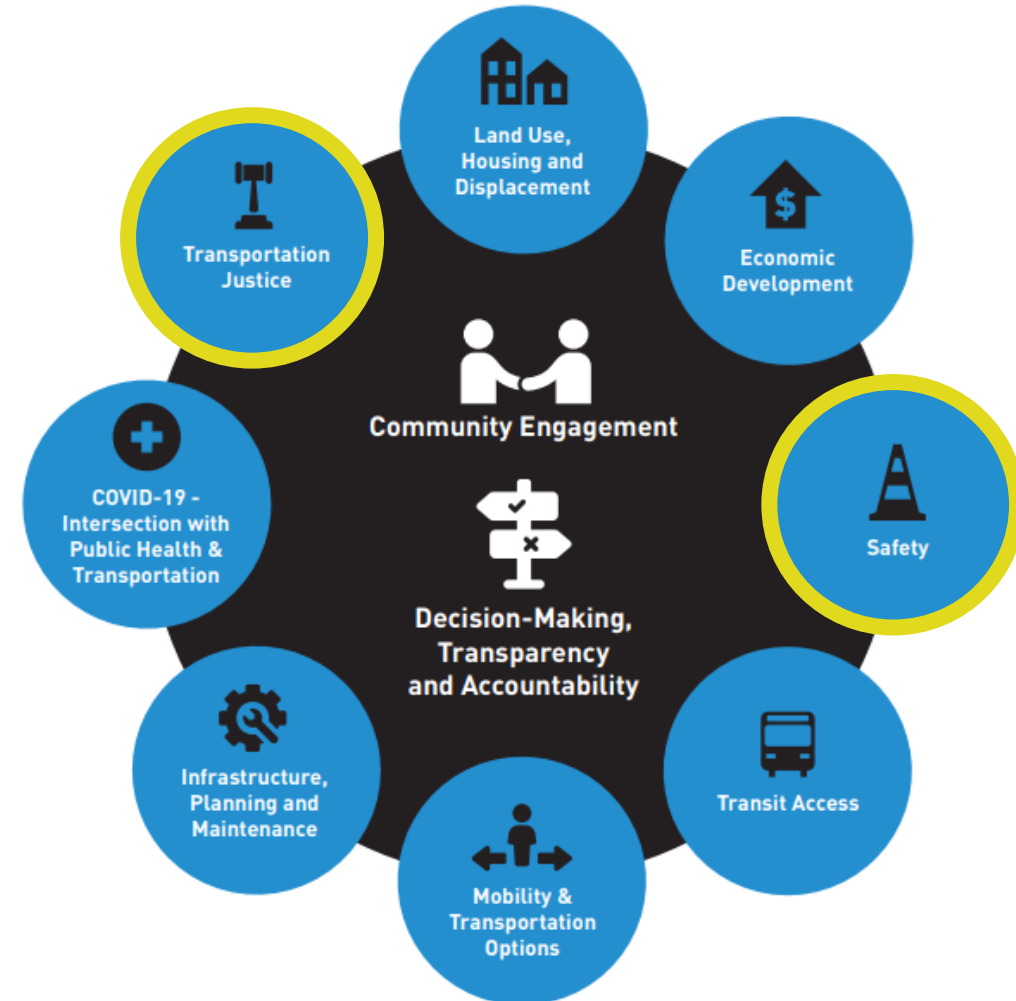 Land Use,
Housing and
Displacement
Economic
Development
Safety
Transit Access
Mobility &
Transportation
Options
Infrastructure,
Planning and
Maintenance
COVID-19 -
Intersection with
Public Health &
Transportation
Transportation
Justice
Community Engagement
Decision-Making,
Transparency
and Accountability
$